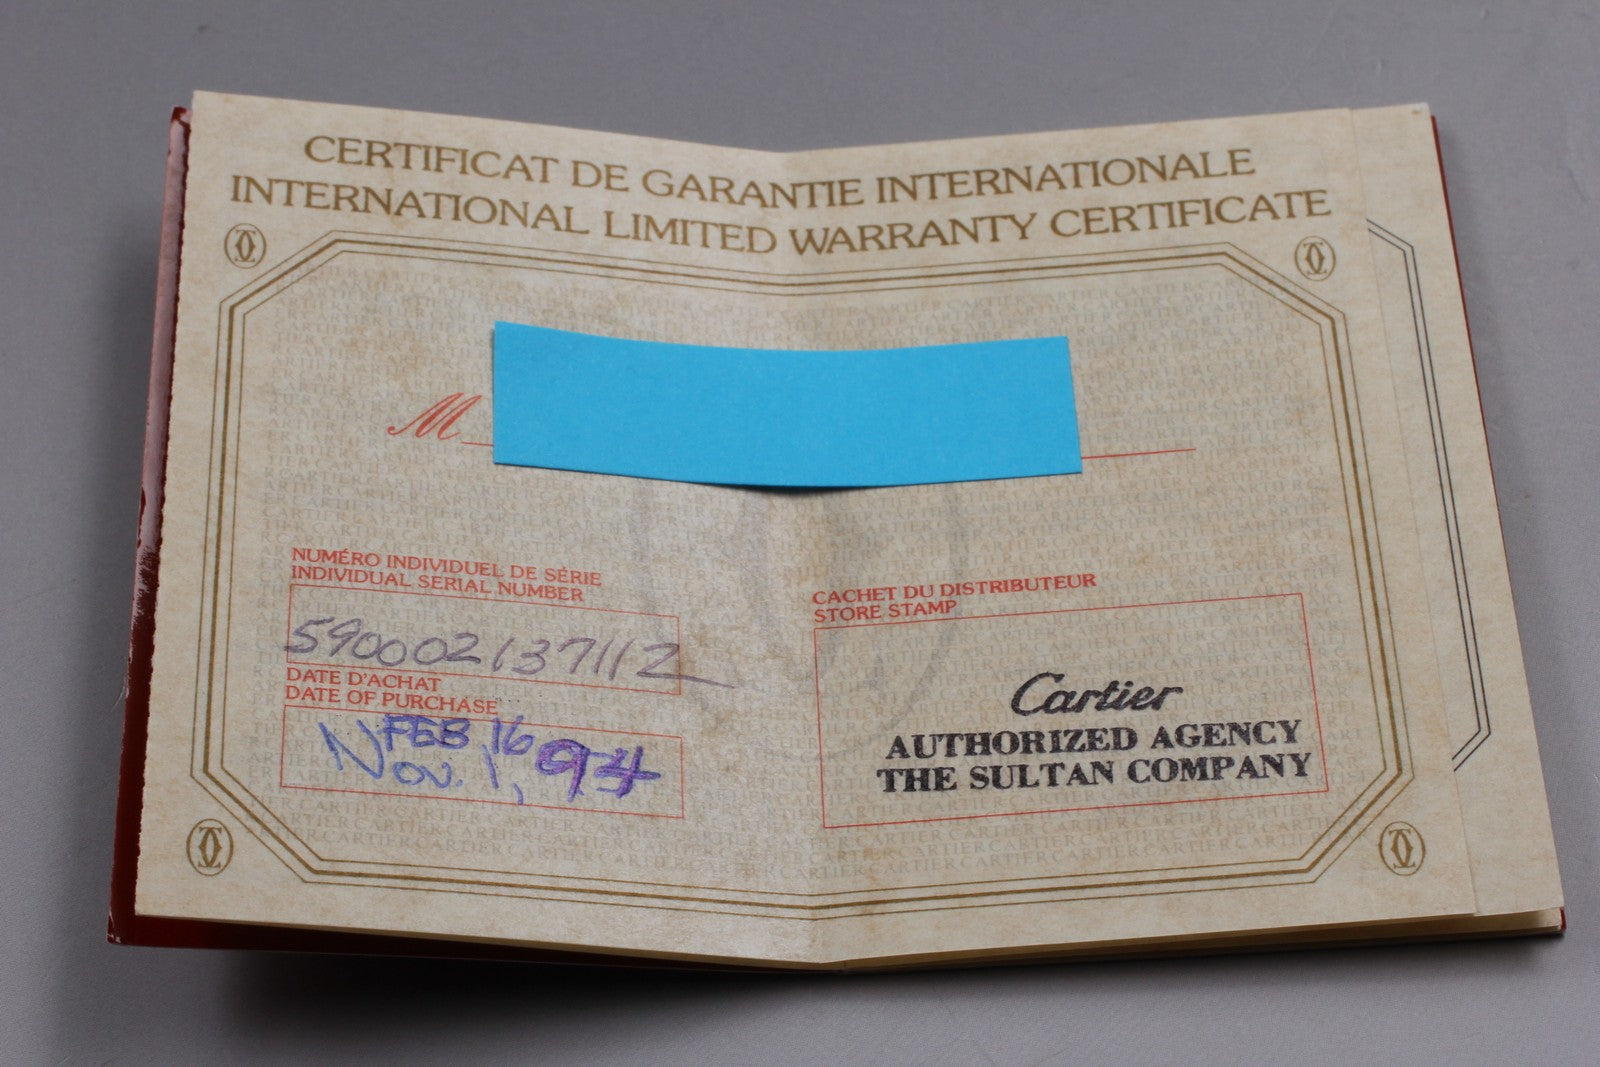 CERTIFICAT DE GARANTIE INTERNATIONALE
INTERNATIONAL LIMITED WARRANTY CERTIFICATE
M
NUMÉRO INDIVIDUEL DE SÉRIE
INDIVIDUAL SERIAL NUMBER
590002137112
DATE D'ACHAT
DATE OF PURCHASE
FEB 16 94
Nov. 1,
CACHET DU DISTRIBUTEUR
STORE STAMP
Cartier
AUTHORIZED AGENCY
THE SULTAN COMPANY